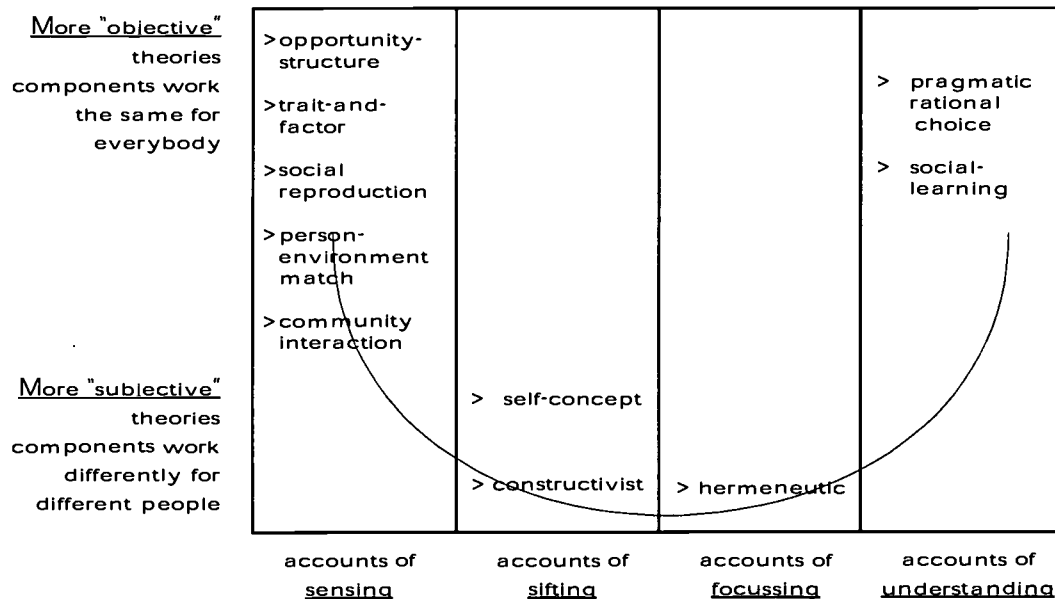 More "objective"
theories
components work
the same for
everybody
More "subjective"
theories
components work
differently for
different people
>opportunity-
structure
>trait-and-
factor
>social
reproduction
>person-
environment
match
>community
interaction
> self-concept
> constructivist
> hermeneutic
> pragmatic
rational
choice
> social-
learning
accounts of
sensing
accounts of
sifting
accounts of
focussing
accounts of
understanding